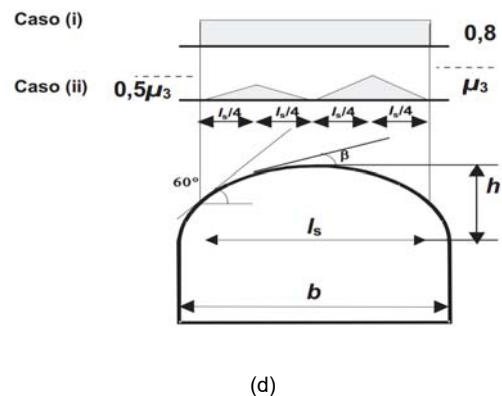 Caso (i)
0,8
Caso (ii)
0,5μ₃
μ₃
lₛ/4 lₛ/4 lₛ/4 lₛ/4
β
60°
h
lₛ
b
(d)